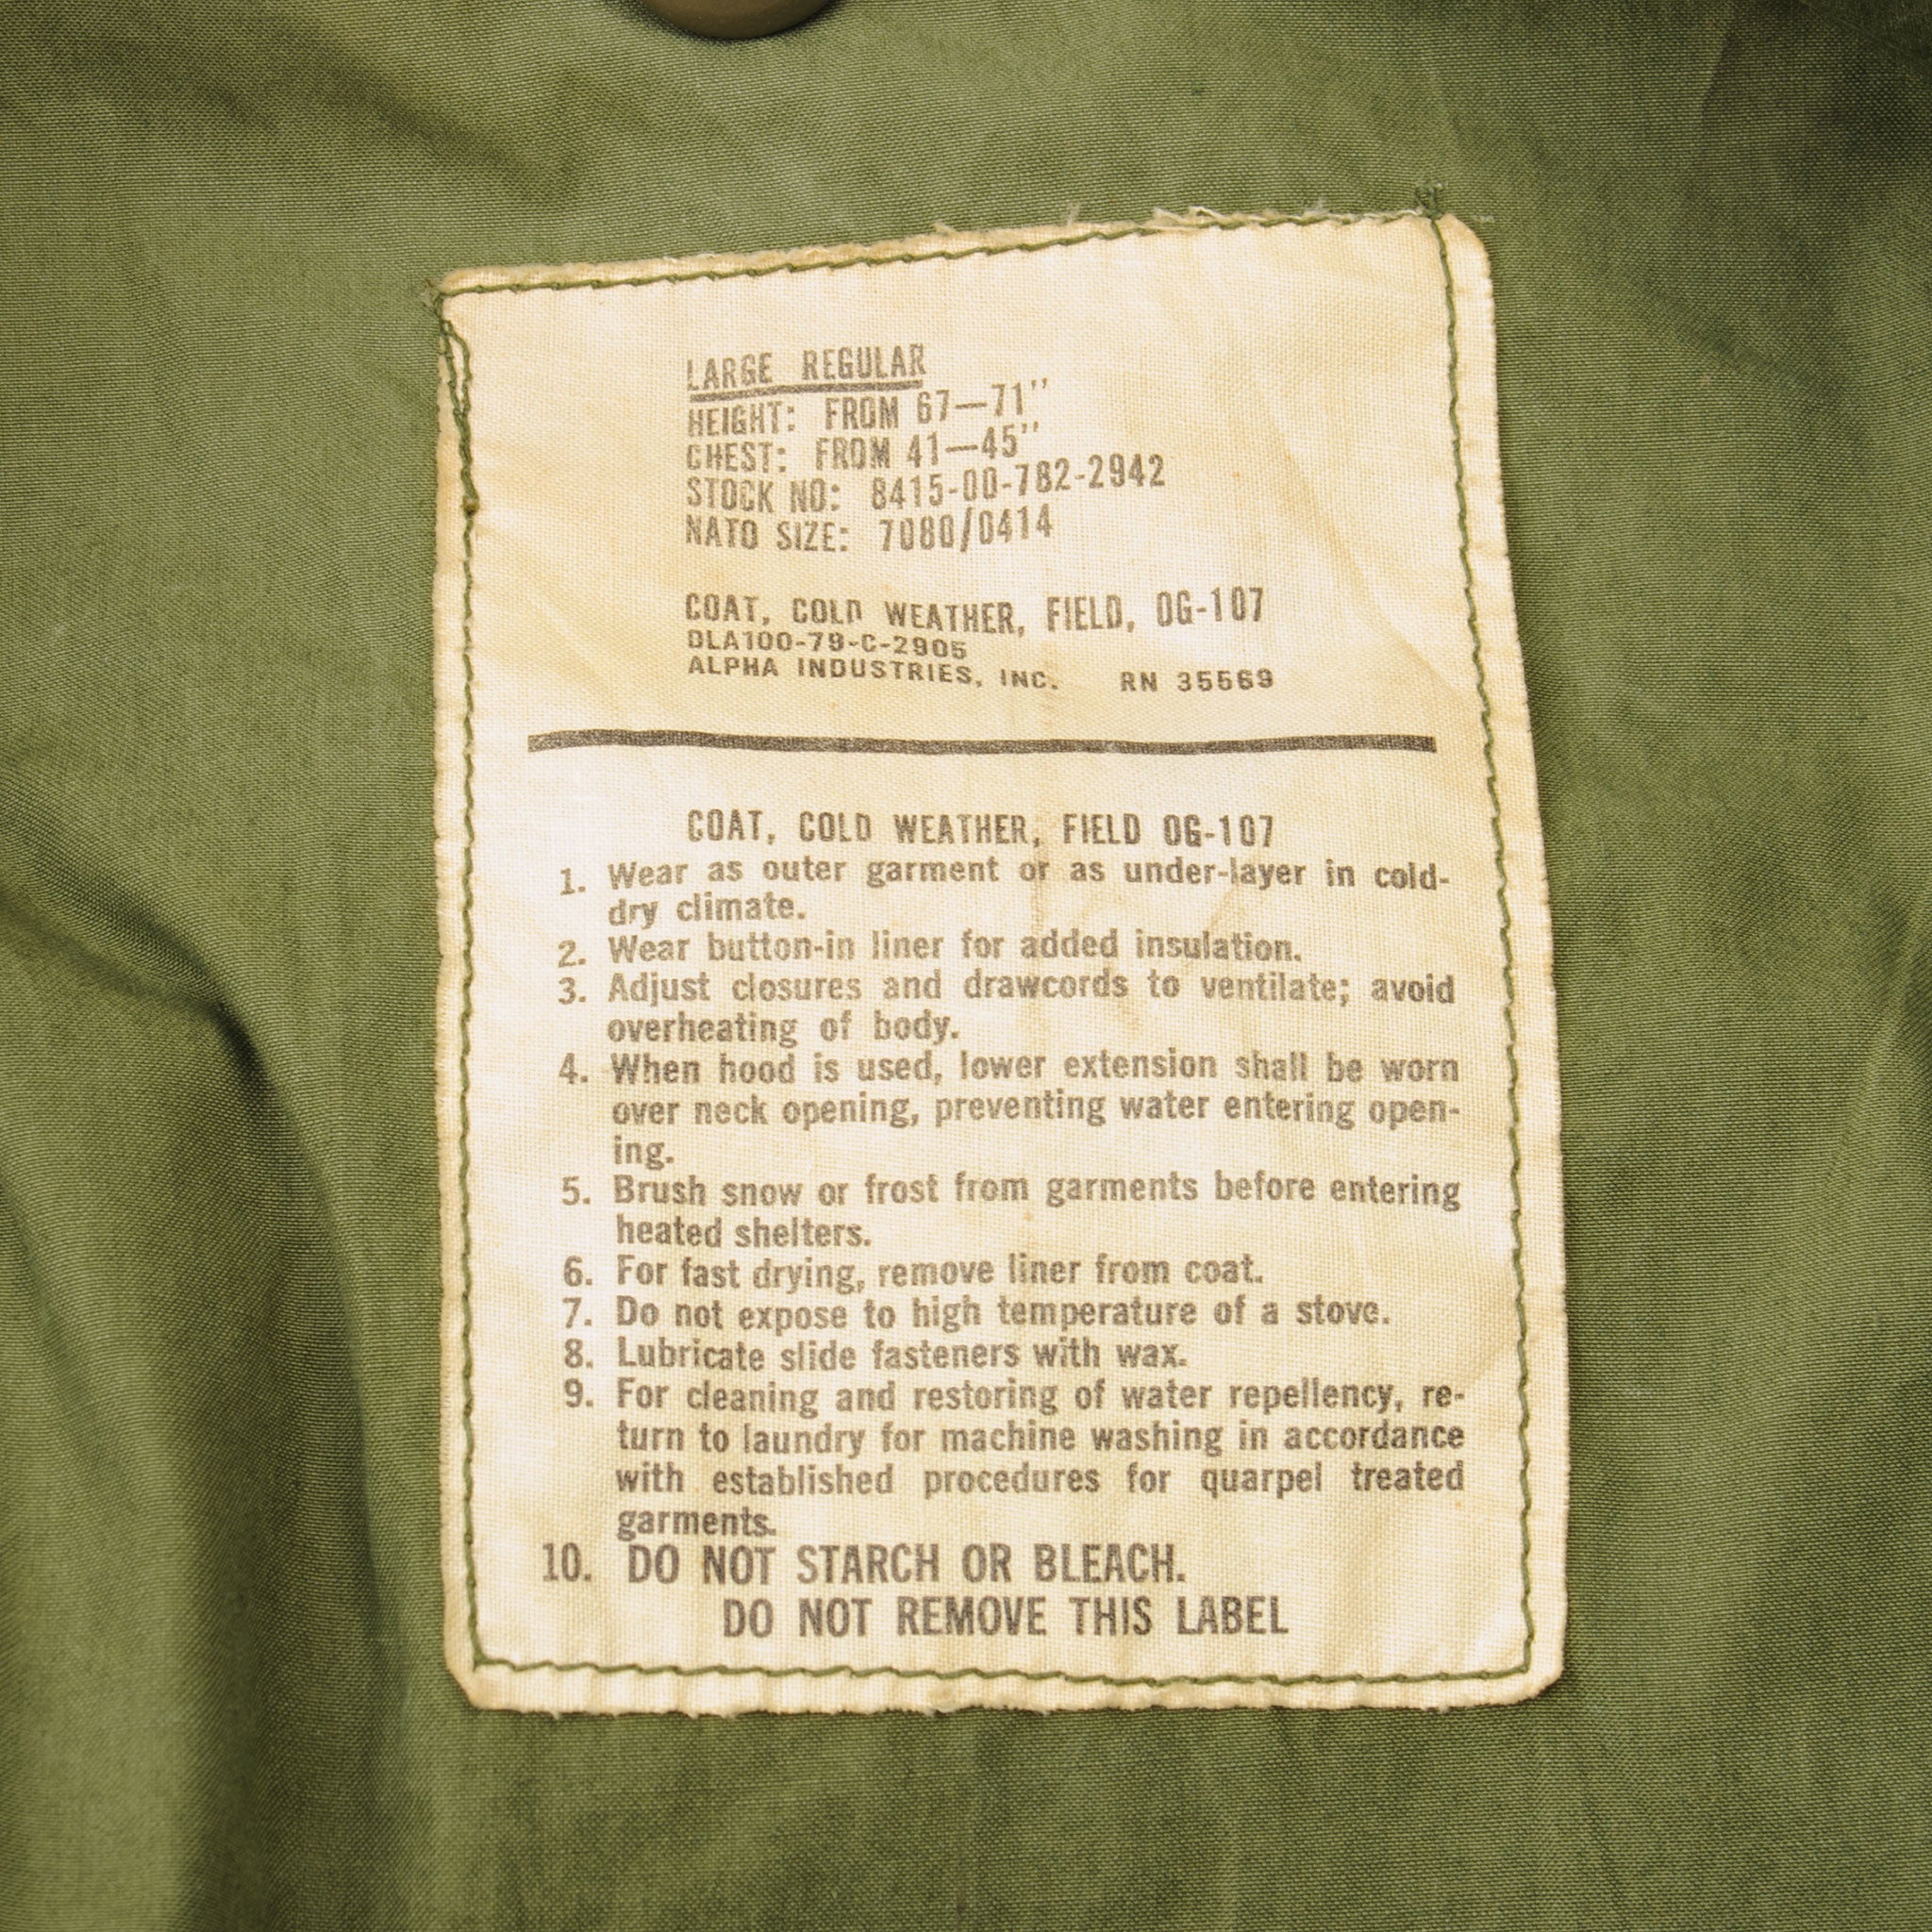 LARGE REGULAR
HEIGHT: FROM 67—71"
CHEST: FROM 41—45"
STOCK NO: 8415-00-782-2942
NATO SIZE: 7080/0414
COAT, COLD WEATHER, FIELD, OG-107
DLA100-79-C-2905
ALPHA INDUSTRIES, INC. RN 35569
COAT, COLD WEATHER, FIELD OG-107
1. Wear as outer garment or as under-layer in cold-
dry climate.
2. Wear button-in liner for added insulation.
3. Adjust closures and drawcords to ventilate; avoid
overheating of body.
4. When hood is used, lower extension shall be worn
over neck opening, preventing water entering open-
ing.
5. Brush snow or frost from garments before entering
heated shelters.
6. For fast drying, remove liner from coat.
7. Do not expose to high temperature of a stove.
8. Lubricate slide fasteners with wax.
9. For cleaning and restoring of water repellency, re-
turn to laundry for machine washing in accordance
with established procedures for quarpel treated
garments.
10. DO NOT STARCH OR BLEACH.
DO NOT REMOVE THIS LABEL